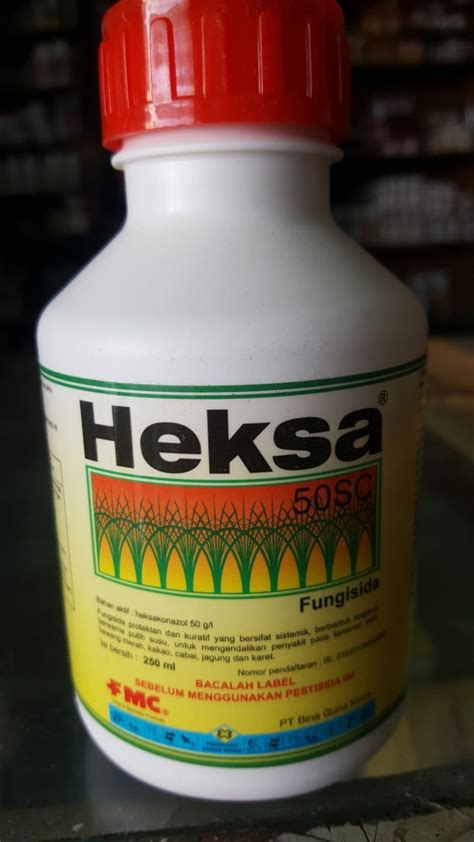 Heksa®
50SC
Fungisida
Bahan aktif : heksakonazol 50 g/l
Fungisida protektan dan kuratif yang bersifat sistemik, berbentuk
berwarna putih susu, untuk mengendalikan penyakit pada tanaman
bawang merah, kakao, cabai, jagung dan karet.
Isi bersih : 250 ml
Nomor pendaftaran : RI.
BACALAH LABEL
SEBELUM MENGGUNAKAN PESTISIDA INI
FMC®
PT Bina Guna